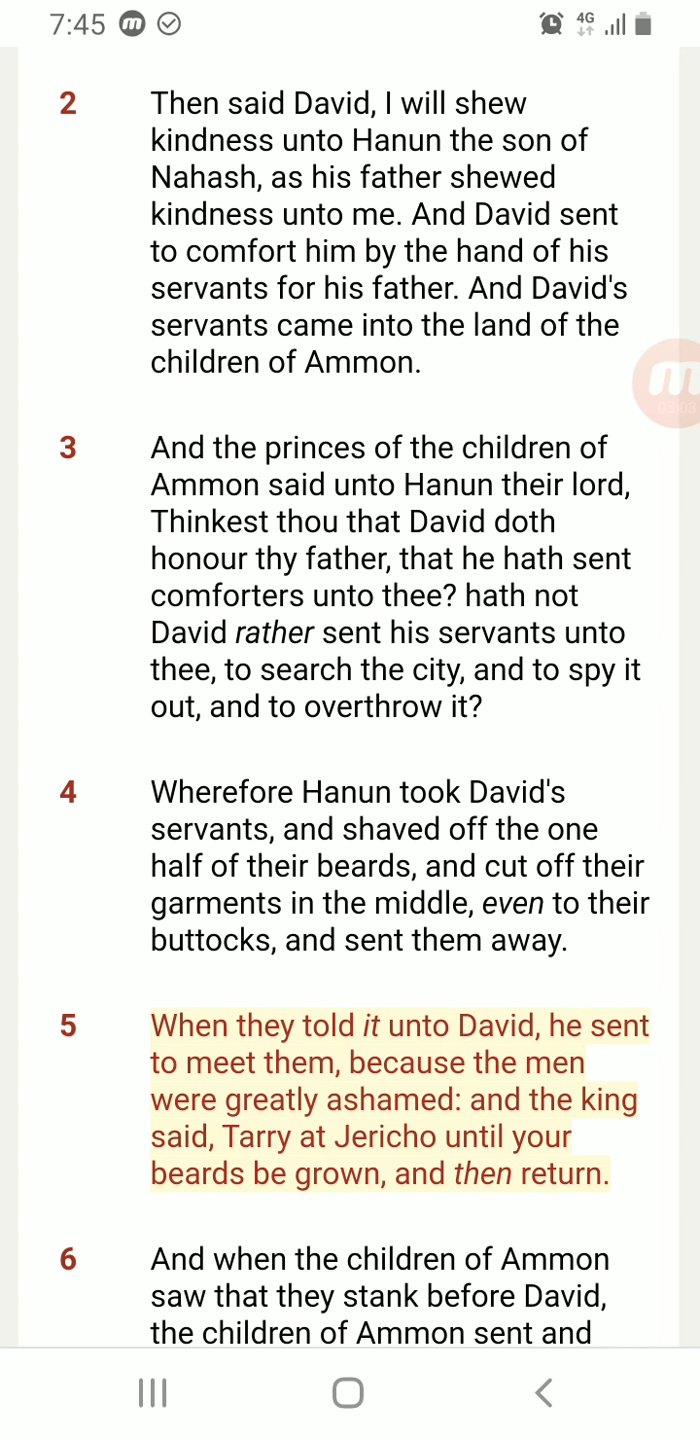 7:45 m 4G
2 Then said David, I will shew
kindness unto Hanun the son of
Nahash, as his father shewed
kindness unto me. And David sent
to comfort him by the hand of his
servants for his father. And David's
servants came into the land of the
children of Ammon.
m
3 And the princes of the children of
Ammon said unto Hanun their lord,
Thinkest thou that David doth
honour thy father, that he hath sent
comforters unto thee? hath not
David rather sent his servants unto
thee, to search the city, and to spy it
out, and to overthrow it?
4 Wherefore Hanun took David's
servants, and shaved off the one
half of their beards, and cut off their
garments in the middle, even to their
buttocks, and sent them away.
5 When they told it unto David, he sent
to meet them, because the men
were greatly ashamed: and the king
said, Tarry at Jericho until your
beards be grown, and then return.
6 And when the children of Ammon
saw that they stank before David,
the children of Ammon sent and